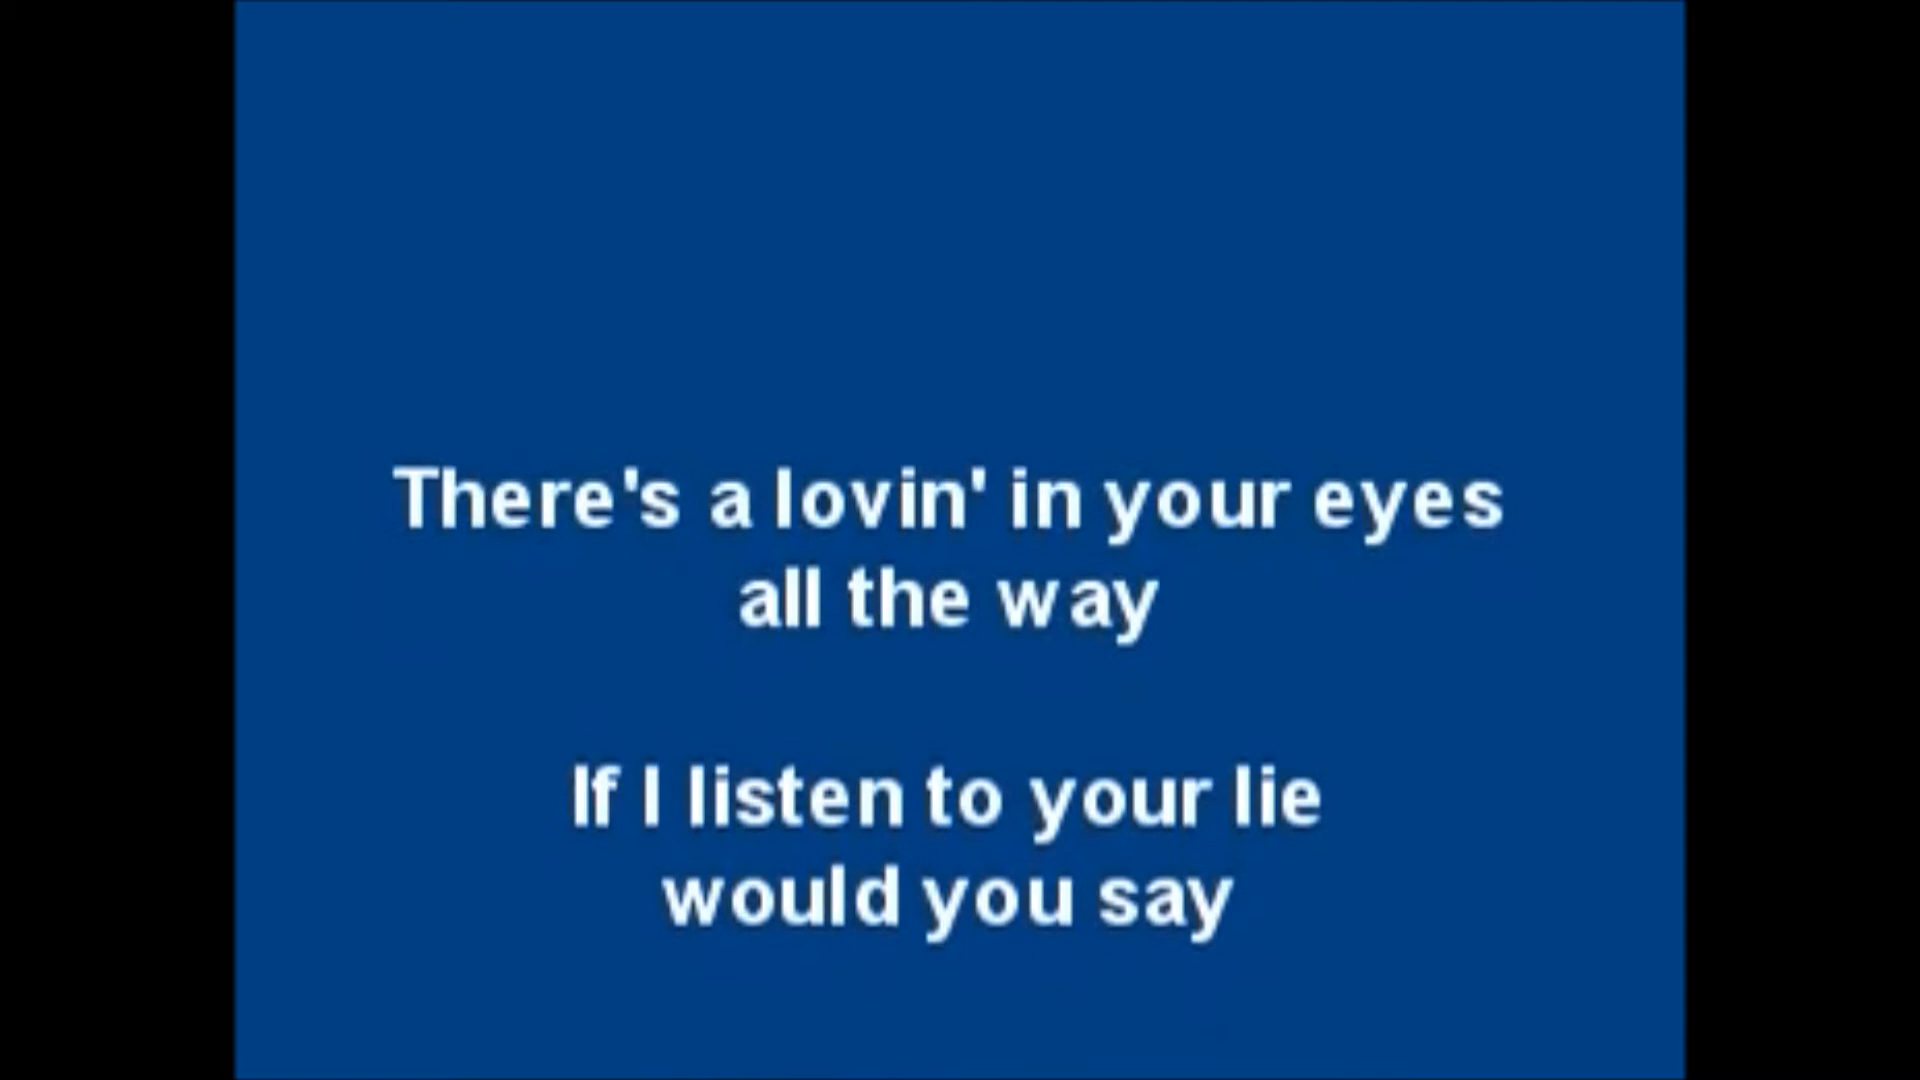 There's a lovin' in your eyes
all the way
If I listen to your lie
would you say